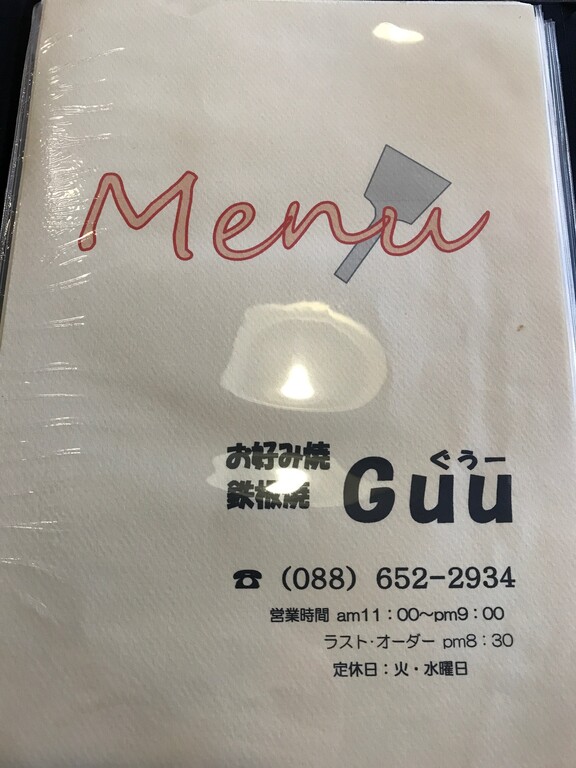 Menu
お好み焼
鉄板焼
ぐうー
Guu
☎ (088) 652-2934
営業時間 am11：00～pm9：00
ラスト・オーダー pm8：30
定休日：火・水曜日